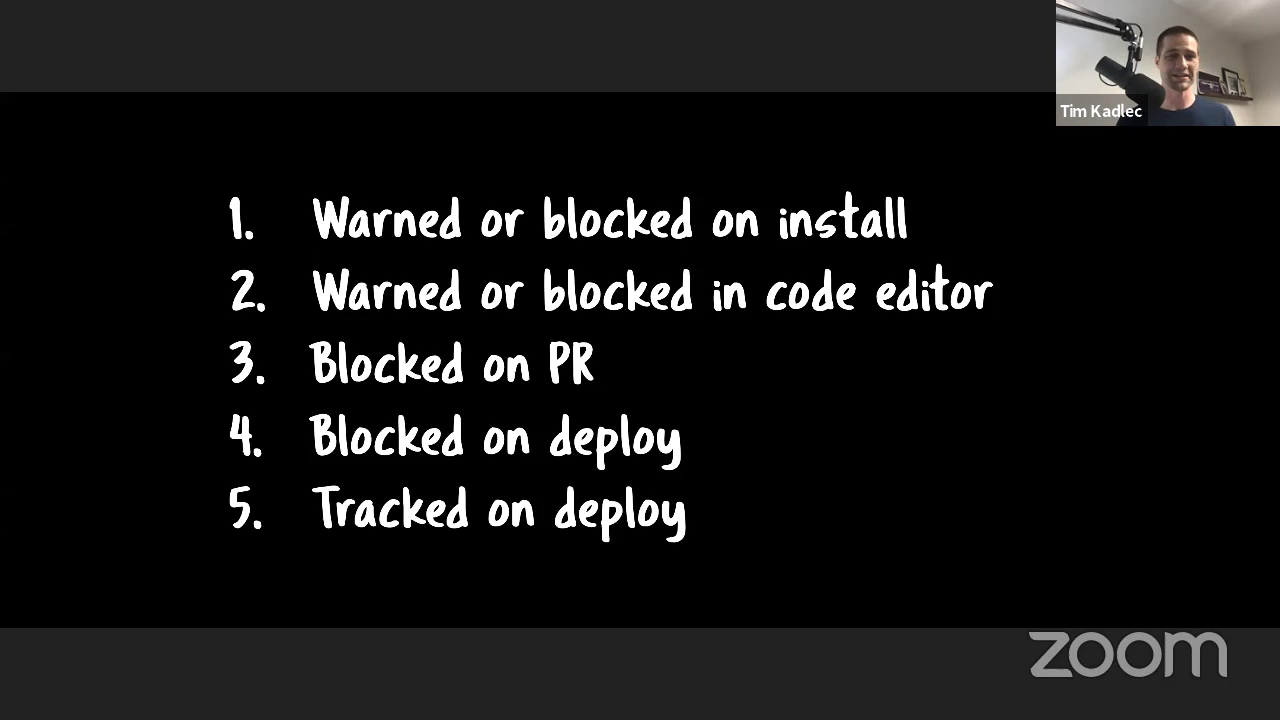 Tim Kadlec
1. Warned or blocked on install
2. Warned or blocked in code editor
3. Blocked on PR
4. Blocked on deploy
5. Tracked on deploy
zoom